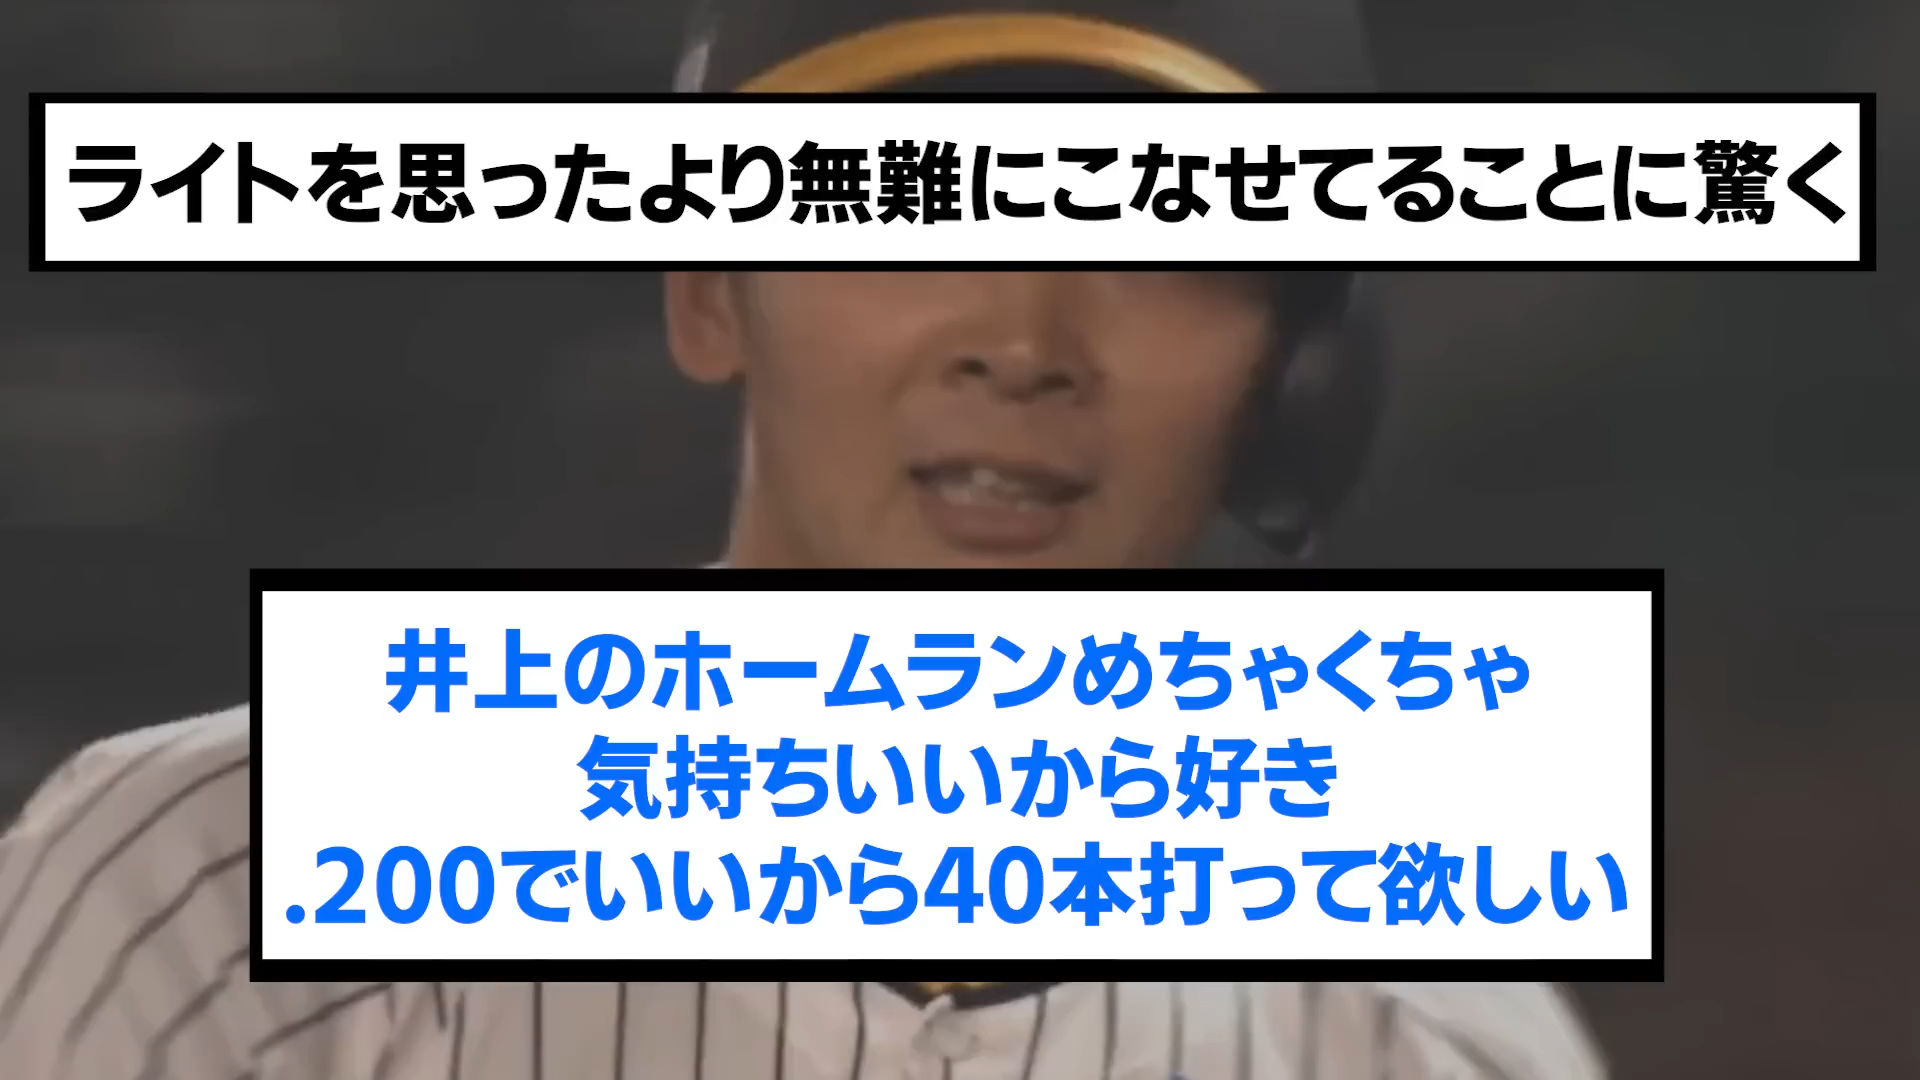 ライトを思ったより無難にこなせてることに驚く
井上のホームランめちゃくちゃ
気持ちいいから好き
.200でいいから40本打って欲しい